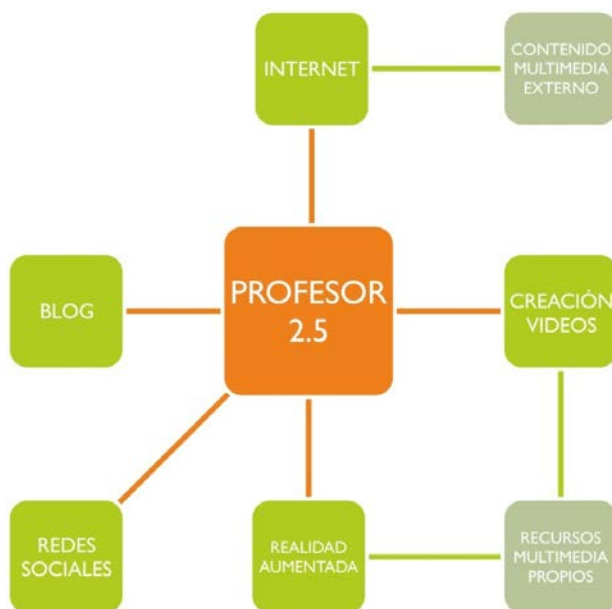 INTERNET
CONTENIDO
MULTIMEDIA
EXTERNO
BLOG
PROFESOR
2.5
CREACIÓN
VIDEOS
REDES
SOCIALES
REALIDAD
AUMENTADA
RECURSOS
MULTIMEDIA
PROPIOS